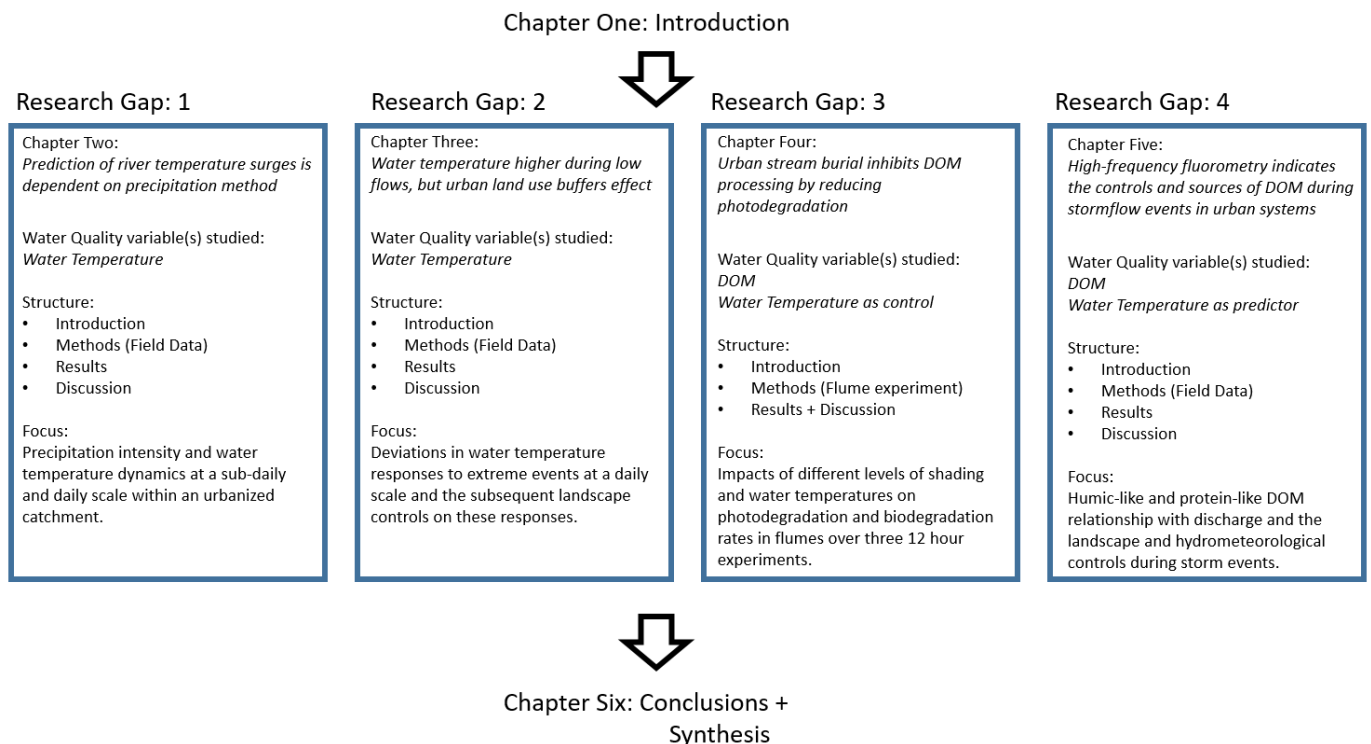 Chapter One: Introduction
Research Gap: 1
Chapter Two:
Prediction of river temperature surges is
dependent on precipitation method
Water Quality variable(s) studied:
Water Temperature
Structure:
• Introduction
• Methods (Field Data)
• Results
• Discussion
Focus:
Precipitation intensity and water
temperature dynamics at a sub-daily
and daily scale within an urbanized
catchment.
Research Gap: 2
Chapter Three:
Water temperature higher during low
flows, but urban land use buffers effect
Water Quality variable(s) studied:
Water Temperature
Structure:
• Introduction
• Methods (Field Data)
• Results
• Discussion
Focus:
Deviations in water temperature
responses to extreme events at a daily
scale and the subsequent landscape
controls on these responses.
Research Gap: 3
Chapter Four:
Urban stream burial inhibits DOM
processing by reducing
photodegradation
Water Quality variable(s) studied:
DOM
Water Temperature as control
Structure:
• Introduction
• Methods (Flume experiment)
• Results + Discussion
Focus:
Impacts of different levels of shading
and water temperatures on
photodegradation and biodegradation
rates in flumes over three 12 hour
experiments.
Research Gap: 4
Chapter Five:
High-frequency fluorometry indicates
the controls and sources of DOM during
stormflow events in urban systems
Water Quality variable(s) studied:
DOM
Water Temperature as predictor
Structure:
• Introduction
• Methods (Field Data)
• Results
• Discussion
Focus:
Humic-like and protein-like DOM
relationship with discharge and the
landscape and hydrometeorological
controls during storm events.
Chapter Six: Conclusions +
Synthesis